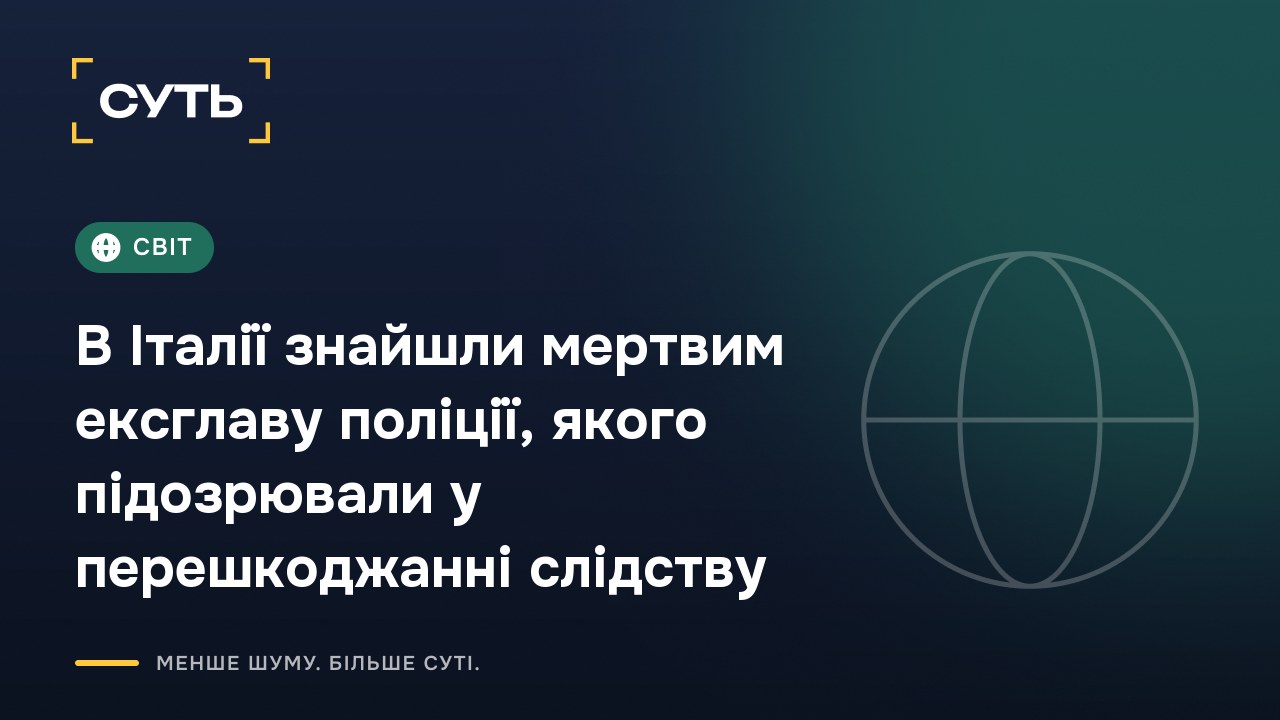 СУТЬ
СВІТ
В Італії знайшли мертвим
ексглаву поліції, якого
підозрювали у
перешкоджанні слідству
МЕНШЕ ШУМУ. БІЛЬШЕ СУТІ.